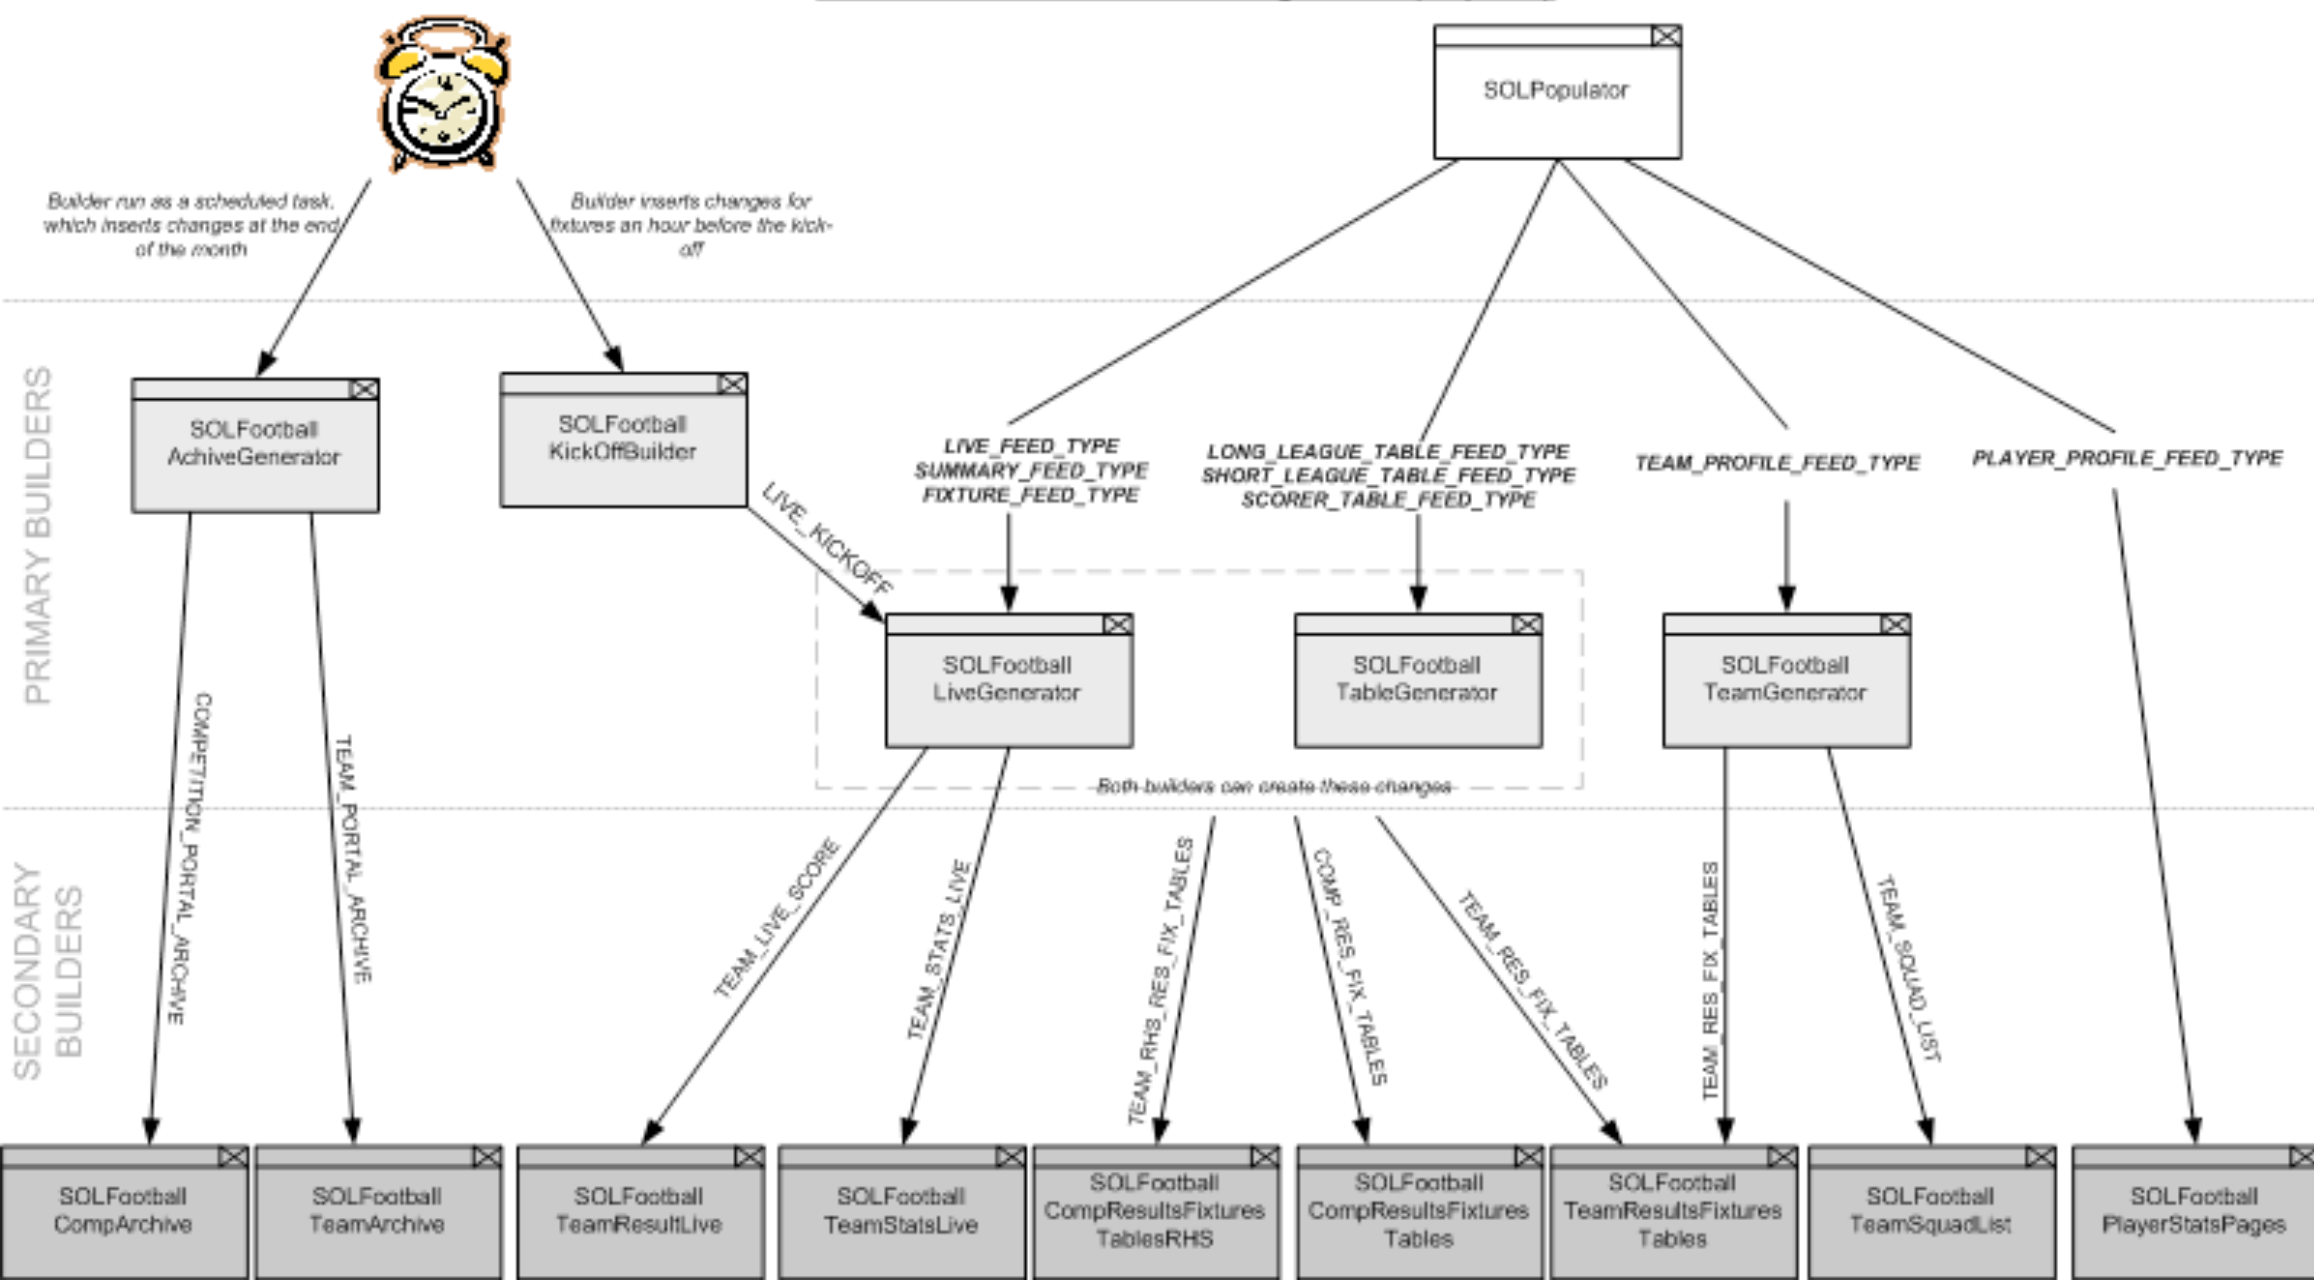 SOLPopulator
Builder run as a scheduled task,
which inserts changes at the end
of the month
Builder inserts changes for
fixtures an hour before the kick-
off
PRIMARY BUILDERS
SOLFootball
AchiveGenerator
SOLFootball
KickOffBuilder
LIVE_KICKOFF
LIVE_FEED_TYPE
SUMMARY_FEED_TYPE
FIXTURE_FEED_TYPE
LONG_LEAGUE_TABLE_FEED_TYPE
SHORT_LEAGUE_TABLE_FEED_TYPE
SCORER_TABLE_FEED_TYPE
TEAM_PROFILE_FEED_TYPE
PLAYER_PROFILE_FEED_TYPE
SOLFootball
LiveGenerator
SOLFootball
TableGenerator
SOLFootball
TeamGenerator
Both builders can create these changes
SECONDARY
BUILDERS
COMPETITION_PORTAL_ARCHIVE
TEAM_PORTAL_ARCHIVE
TEAM_LIVE_SCORE
TEAM_STATS_LIVE
TEAM_RHS_RES_FIX_TABLES
COMP_RES_FIX_TABLES
TEAM_RES_FIX_TABLES
TEAM_RES_FIX_TABLES
TEAM_SQUAD_LIST
SOLFootball
CompArchive
SOLFootball
TeamArchive
SOLFootball
TeamResultLive
SOLFootball
TeamStatsLive
SOLFootball
CompResultsFixtures
TablesRHS
SOLFootball
CompResultsFixtures
Tables
SOLFootball
TeamResultsFixtures
Tables
SOLFootball
TeamSquadList
SOLFootball
PlayerStatsPages